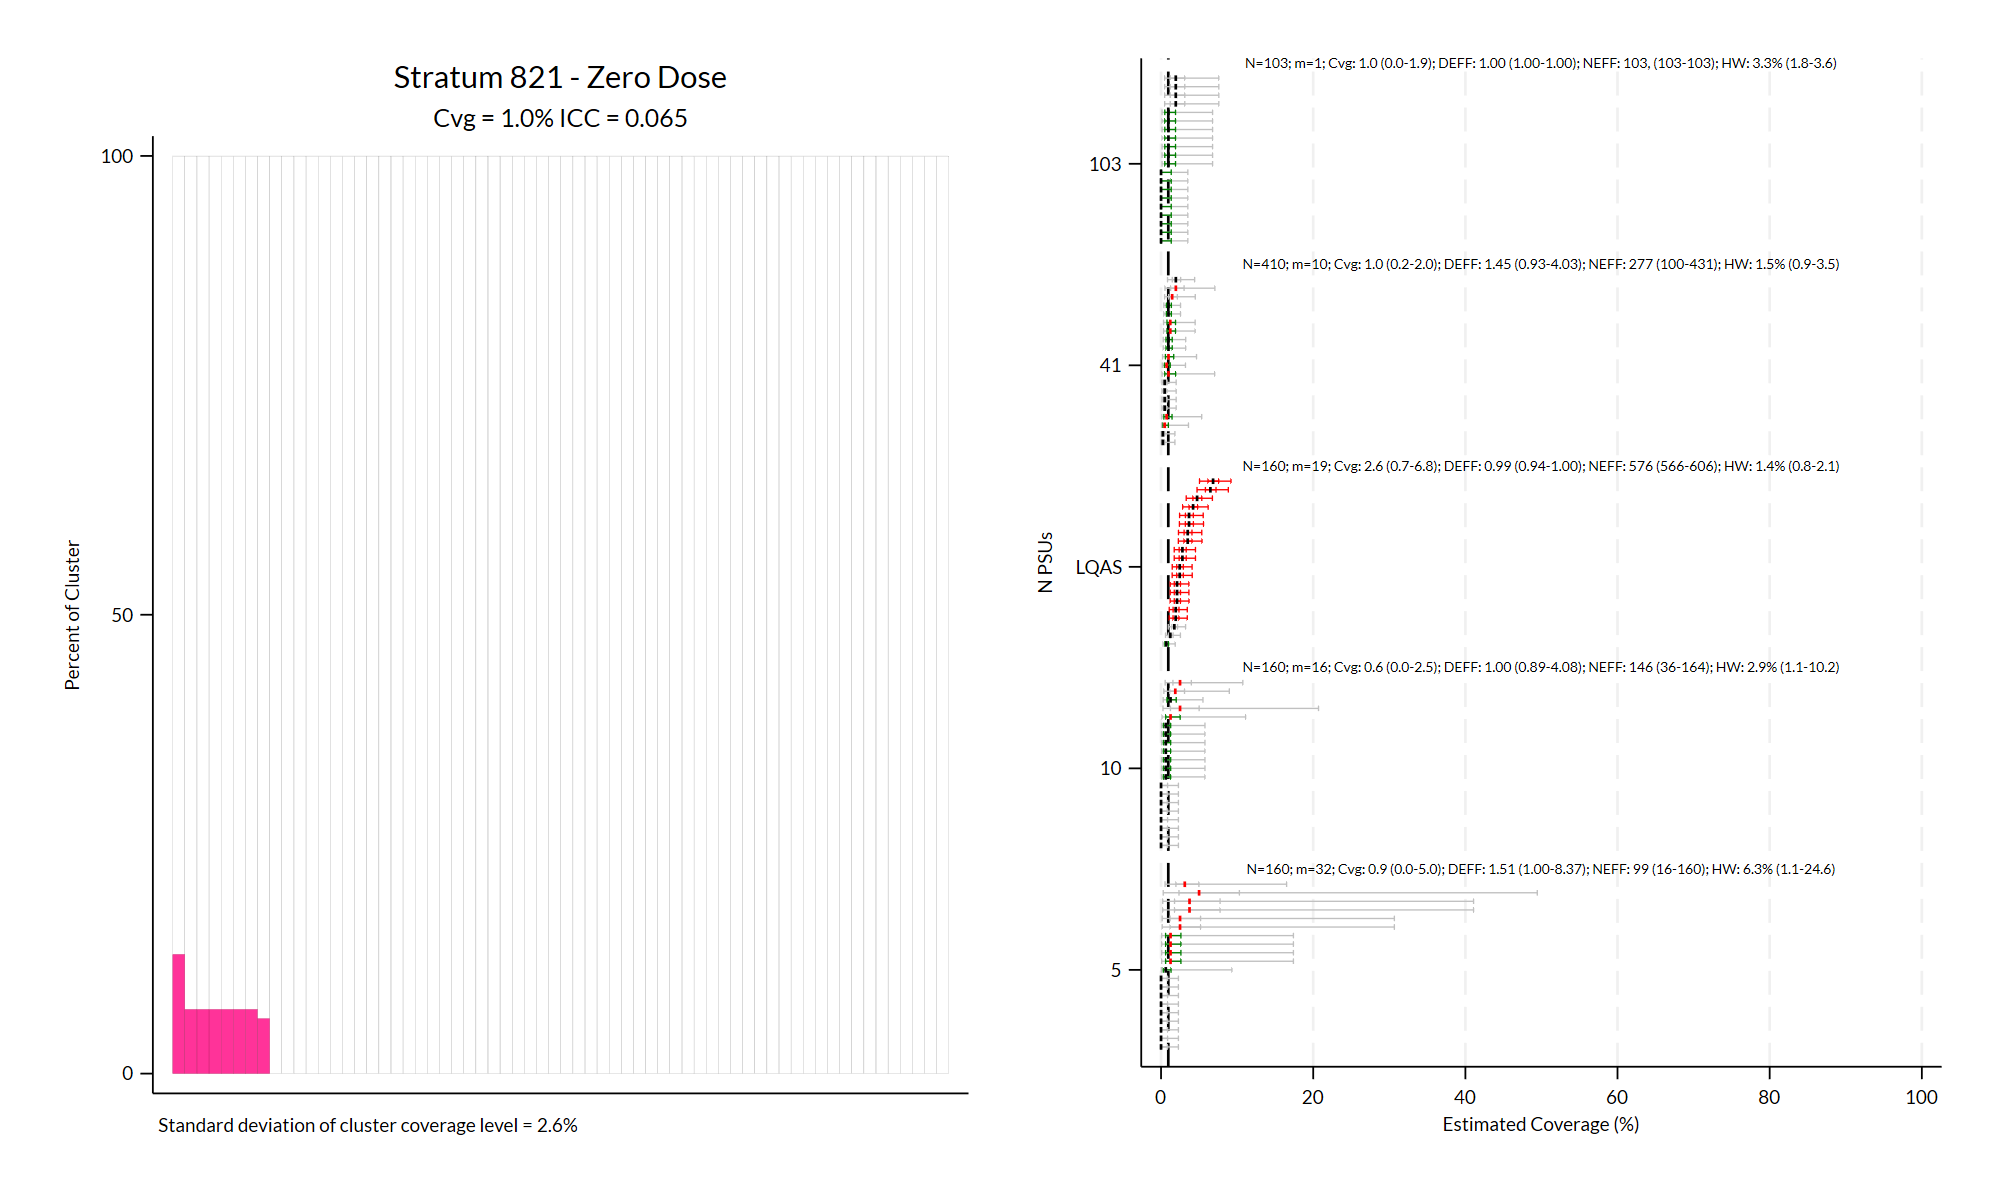 Stratum 821 - Zero Dose
Cvg = 1.0% ICC = 0.065
Percent of Cluster
100
50
0
Standard deviation of cluster coverage level = 2.6%
N PSUs
N=103; m=1; Cvg: 1.0 (0.0-1.9); DEFF: 1.00 (1.00-1.00); NEFF: 103, (103-103); HW: 3.3% (1.8-3.6)
103
N=410; m=10; Cvg: 1.0 (0.2-2.0); DEFF: 1.45 (0.93-4.03); NEFF: 277 (100-431); HW: 1.5% (0.9-3.5)
41
N=160; m=19; Cvg: 2.6 (0.7-6.8); DEFF: 0.99 (0.94-1.00); NEFF: 576 (566-606); HW: 1.4% (0.8-2.1)
LQAS
N=160; m=16; Cvg: 0.6 (0.0-2.5); DEFF: 1.00 (0.89-4.08); NEFF: 146 (36-164); HW: 2.9% (1.1-10.2)
10
N=160; m=32; Cvg: 0.9 (0.0-5.0); DEFF: 1.51 (1.00-8.37); NEFF: 99 (16-160); HW: 6.3% (1.1-24.6)
5
0 20 40 60 80 100
Estimated Coverage (%)